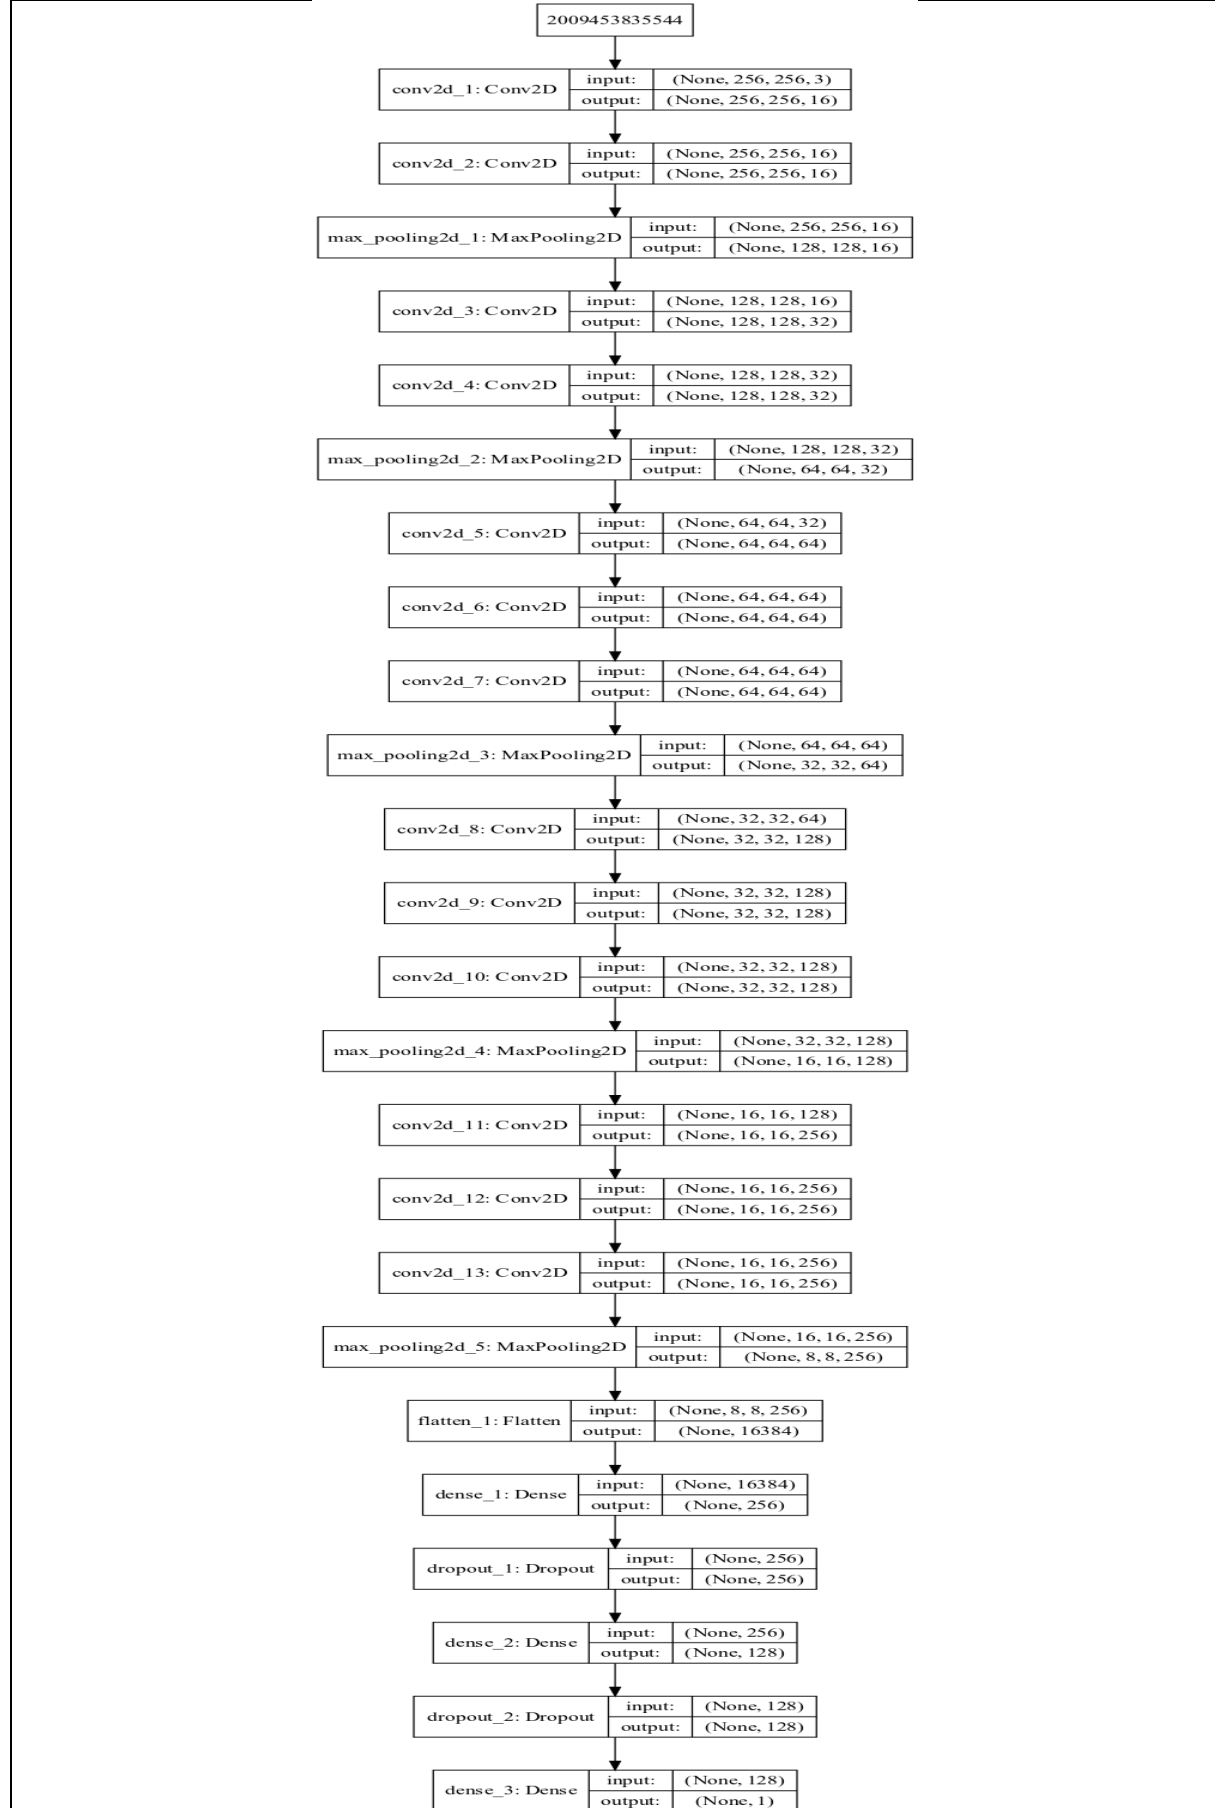 2009453835544
conv2d_1: Conv2D input: (None, 256, 256, 3)
output: (None, 256, 256, 16)
conv2d_2: Conv2D input: (None, 256, 256, 16)
output: (None, 256, 256, 16)
max_pooling2d_1: MaxPooling2D input: (None, 256, 256, 16)
output: (None, 128, 128, 16)
conv2d_3: Conv2D input: (None, 128, 128, 16)
output: (None, 128, 128, 32)
conv2d_4: Conv2D input: (None, 128, 128, 32)
output: (None, 128, 128, 32)
max_pooling2d_2: MaxPooling2D input: (None, 128, 128, 32)
output: (None, 64, 64, 32)
conv2d_5: Conv2D input: (None, 64, 64, 32)
output: (None, 64, 64, 64)
conv2d_6: Conv2D input: (None, 64, 64, 64)
output: (None, 64, 64, 64)
conv2d_7: Conv2D input: (None, 64, 64, 64)
output: (None, 64, 64, 64)
max_pooling2d_3: MaxPooling2D input: (None, 64, 64, 64)
output: (None, 32, 32, 64)
conv2d_8: Conv2D input: (None, 32, 32, 64)
output: (None, 32, 32, 128)
conv2d_9: Conv2D input: (None, 32, 32, 128)
output: (None, 32, 32, 128)
conv2d_10: Conv2D input: (None, 32, 32, 128)
output: (None, 32, 32, 128)
max_pooling2d_4: MaxPooling2D input: (None, 32, 32, 128)
output: (None, 16, 16, 128)
conv2d_11: Conv2D input: (None, 16, 16, 128)
output: (None, 16, 16, 256)
conv2d_12: Conv2D input: (None, 16, 16, 256)
output: (None, 16, 16, 256)
conv2d_13: Conv2D input: (None, 16, 16, 256)
output: (None, 16, 16, 256)
max_pooling2d_5: MaxPooling2D input: (None, 16, 16, 256)
output: (None, 8, 8, 256)
flatten_1: Flatten input: (None, 8, 8, 256)
output: (None, 16384)
dense_1: Dense input: (None, 16384)
output: (None, 256)
dropout_1: Dropout input: (None, 256)
output: (None, 256)
dense_2: Dense input: (None, 256)
output: (None, 128)
dropout_2: Dropout input: (None, 128)
output: (None, 128)
dense_3: Dense input: (None, 128)
output: (None, 1)